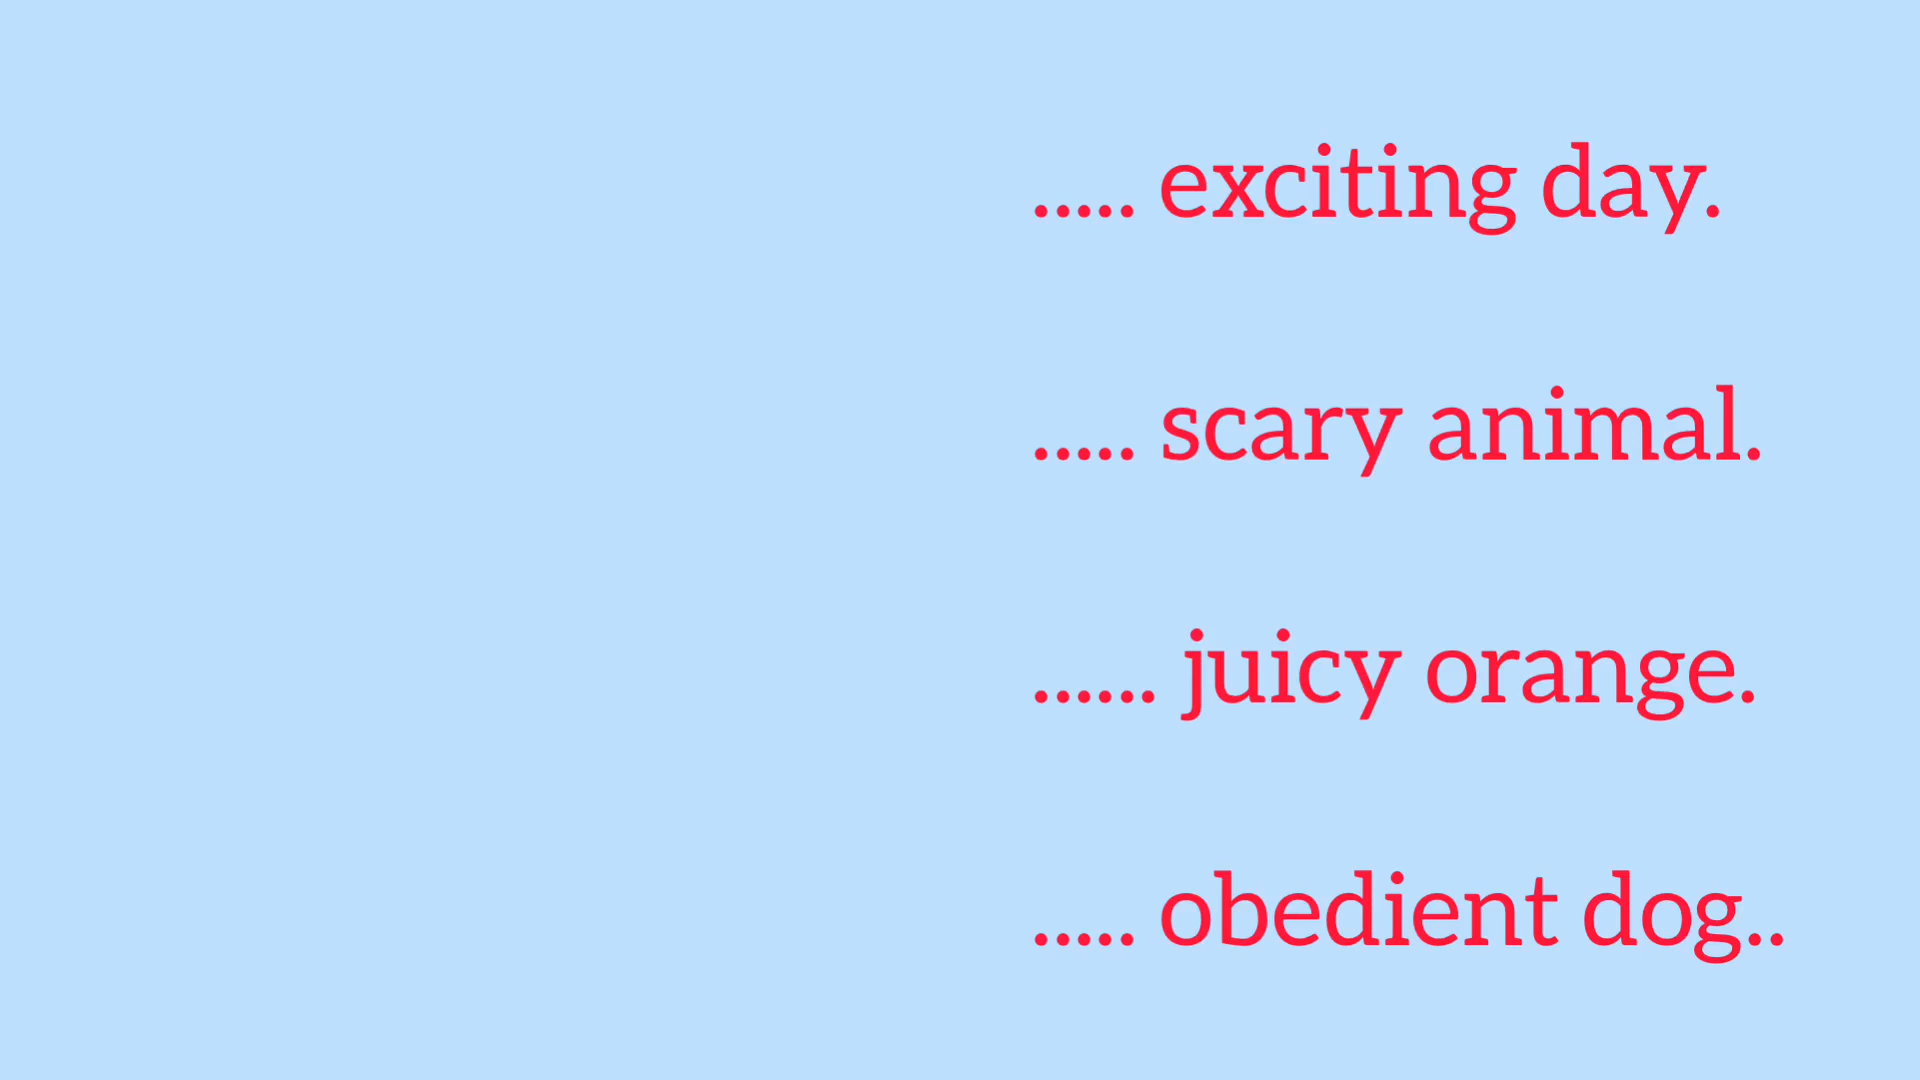 ..... exciting day.
..... scary animal.
...... juicy orange.
..... obedient dog..